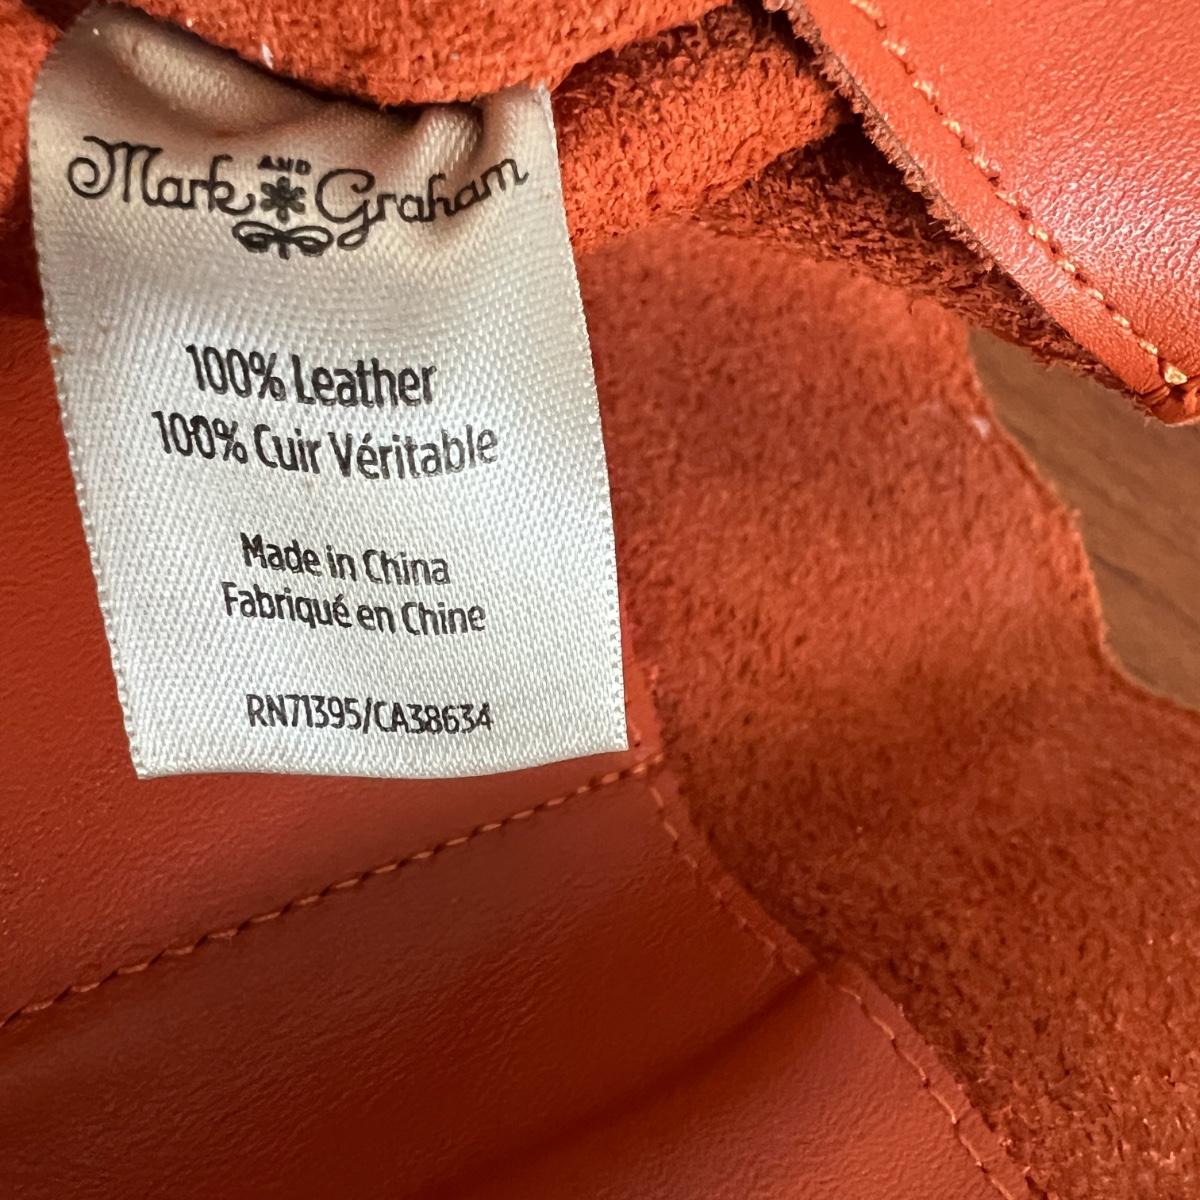 Mark AND Graham
100% Leather
100% Cuir Véritable
Made in China
Fabriqué en Chine
RN71395/CA38634